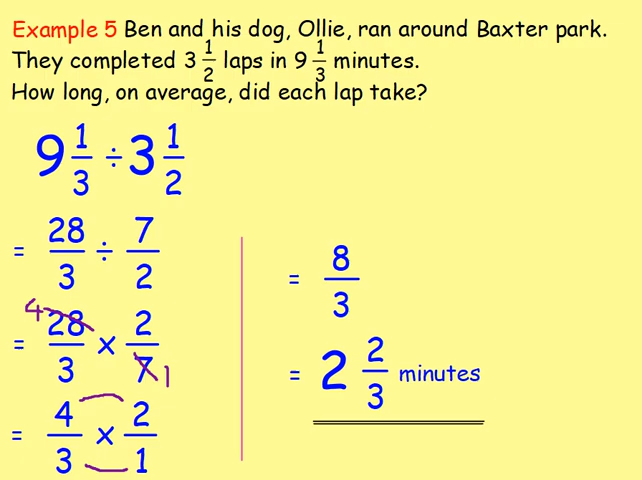 Example 5 Ben and his dog, Ollie, ran around Baxter park.
They completed 3 1/2 laps in 9 1/3 minutes.
How long, on average, did each lap take?
9 1/3 ÷ 3 1/2
= 28/3 ÷ 7/2
4
= 28/3 x 2/7
1
= 4/3 x 2/1
= 8/3
= 2 2/3 minutes